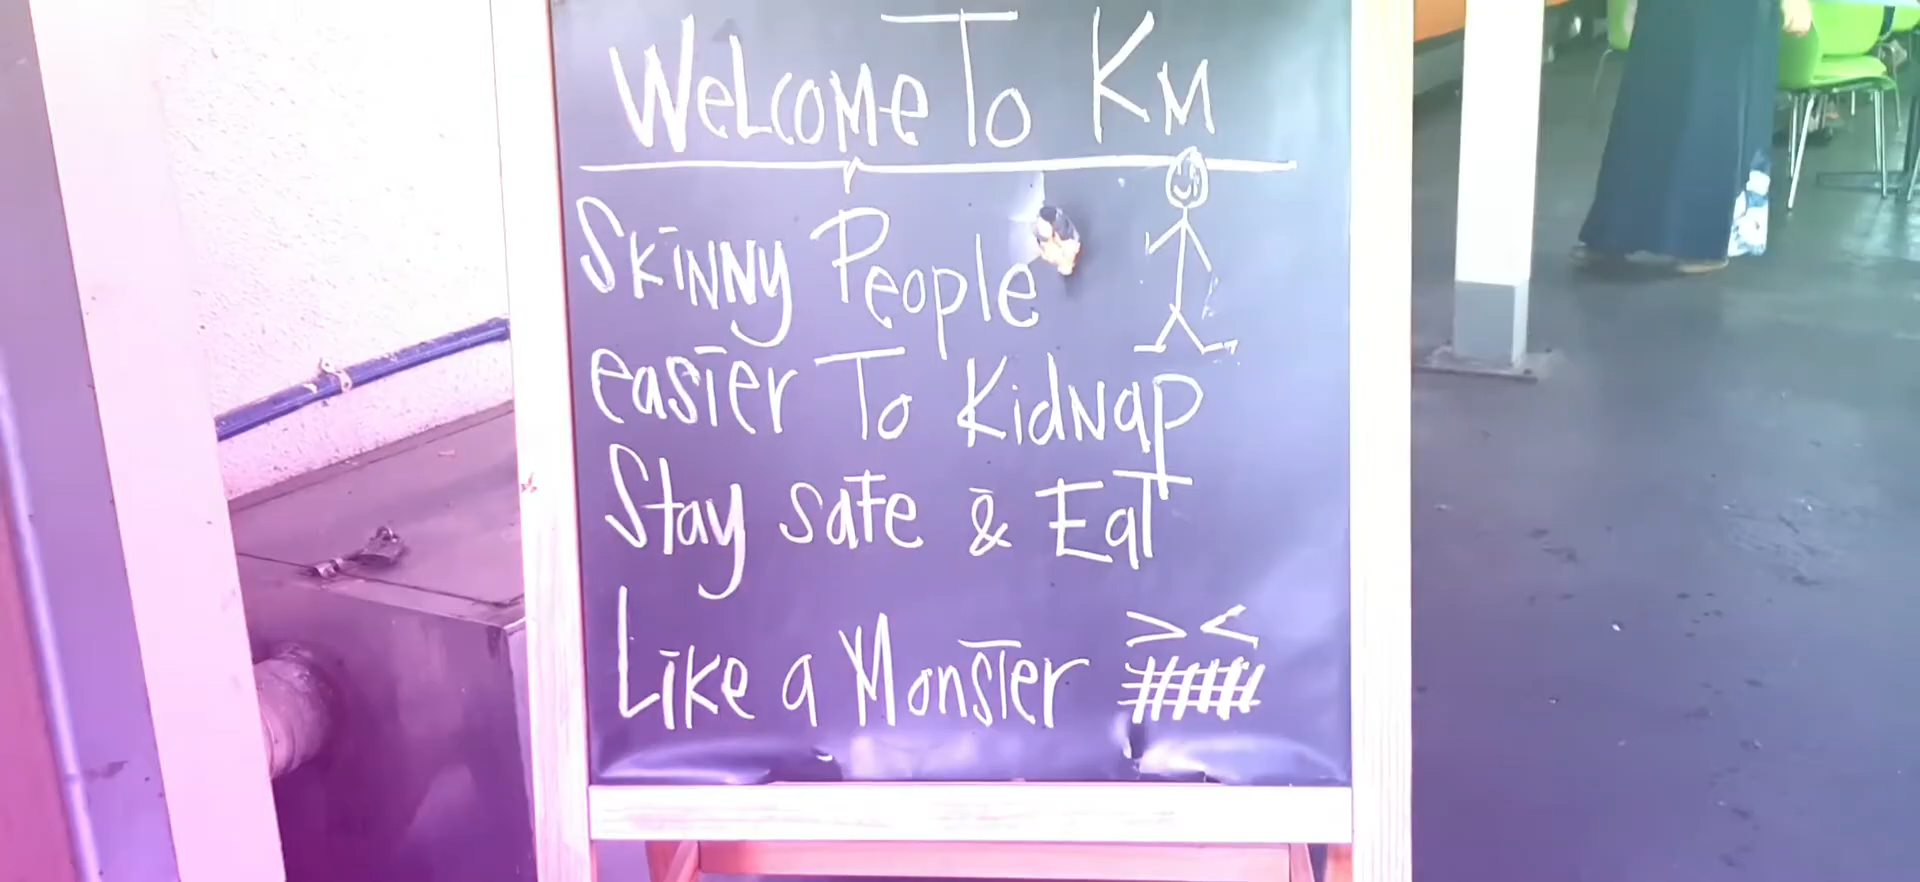 Welcome To KM
Skinny People
easier To Kidnap
Stay safe & Eat
Like a Monster ><